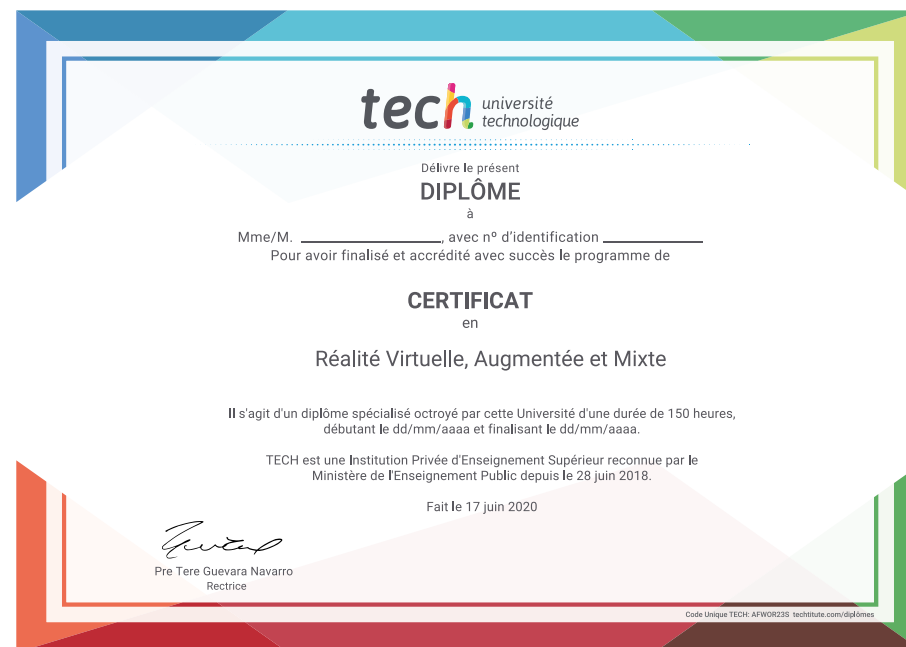 tech université
technologique
Délivre le présent
DIPLÔME
à
Mme/M. ____________________, avec nº d'identification ______________
Pour avoir finalisé et accrédité avec succès le programme de
CERTIFICAT
en
Réalité Virtuelle, Augmentée et Mixte
Il s'agit d'un diplôme spécialisé octroyé par cette Université d'une durée de 150 heures,
débutant le dd/mm/aaaa et finalisant le dd/mm/aaaa.
TECH est une Institution Privée d'Enseignement Supérieur reconnue par le
Ministère de l'Enseignement Public depuis le 28 juin 2018.
Fait le 17 juin 2020
Pre Tere Guevara Navarro
Rectrice
Code Unique TECH: AFWOR23S techtitute.com/diplômes